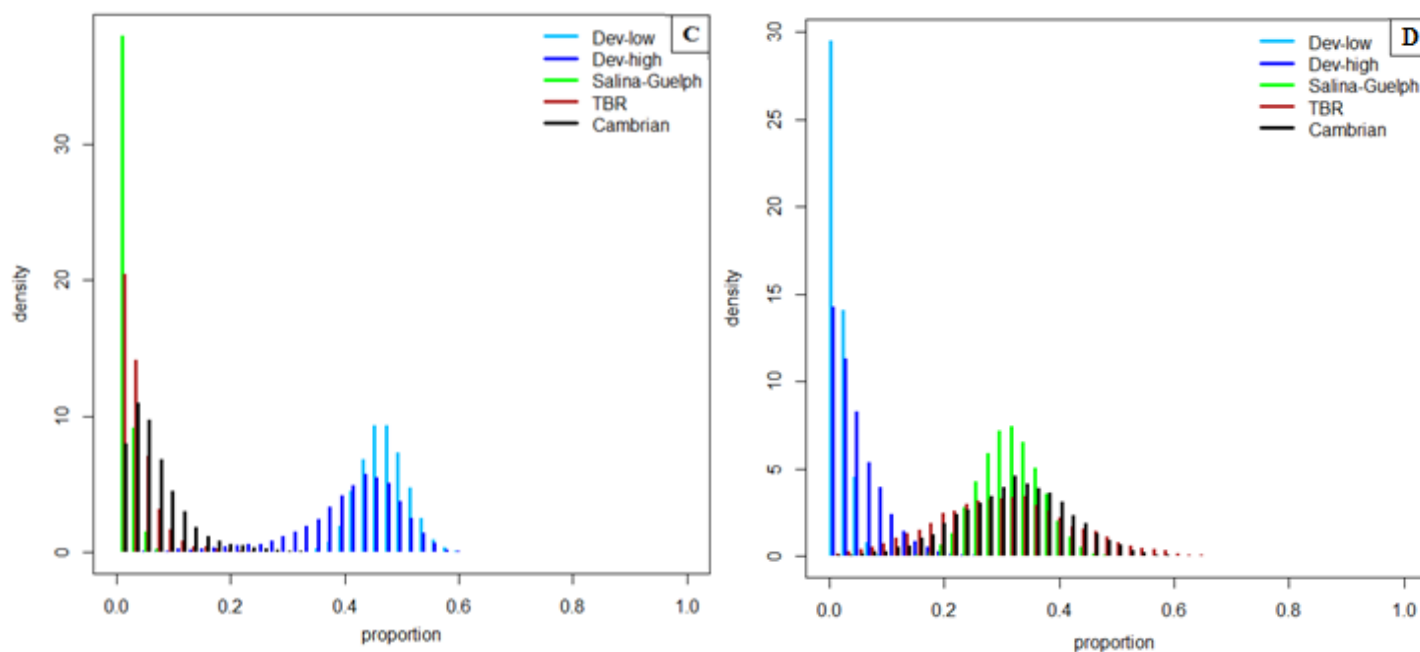 C
Dev-low
Dev-high
Salina-Guelph
TBR
Cambrian
density
0
10
20
30
0.0 0.2 0.4 0.6 0.8 1.0
proportion
D
Dev-low
Dev-high
Salina-Guelph
TBR
Cambrian
density
0
5
10
15
20
25
30
0.0 0.2 0.4 0.6 0.8 1.0
proportion